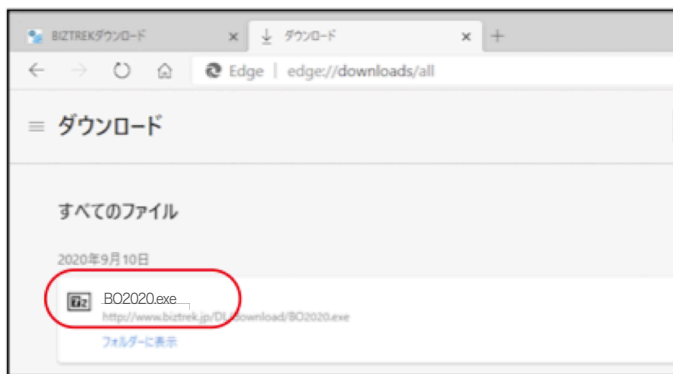 BIZTREKダウンロード
ダウンロード
Edge | edge://downloads/all
ダウンロード
すべてのファイル
2020年9月10日
7z BO2020.exe
http://www.biztrek.jp/DL/download/BO2020.exe
フォルダーに表示